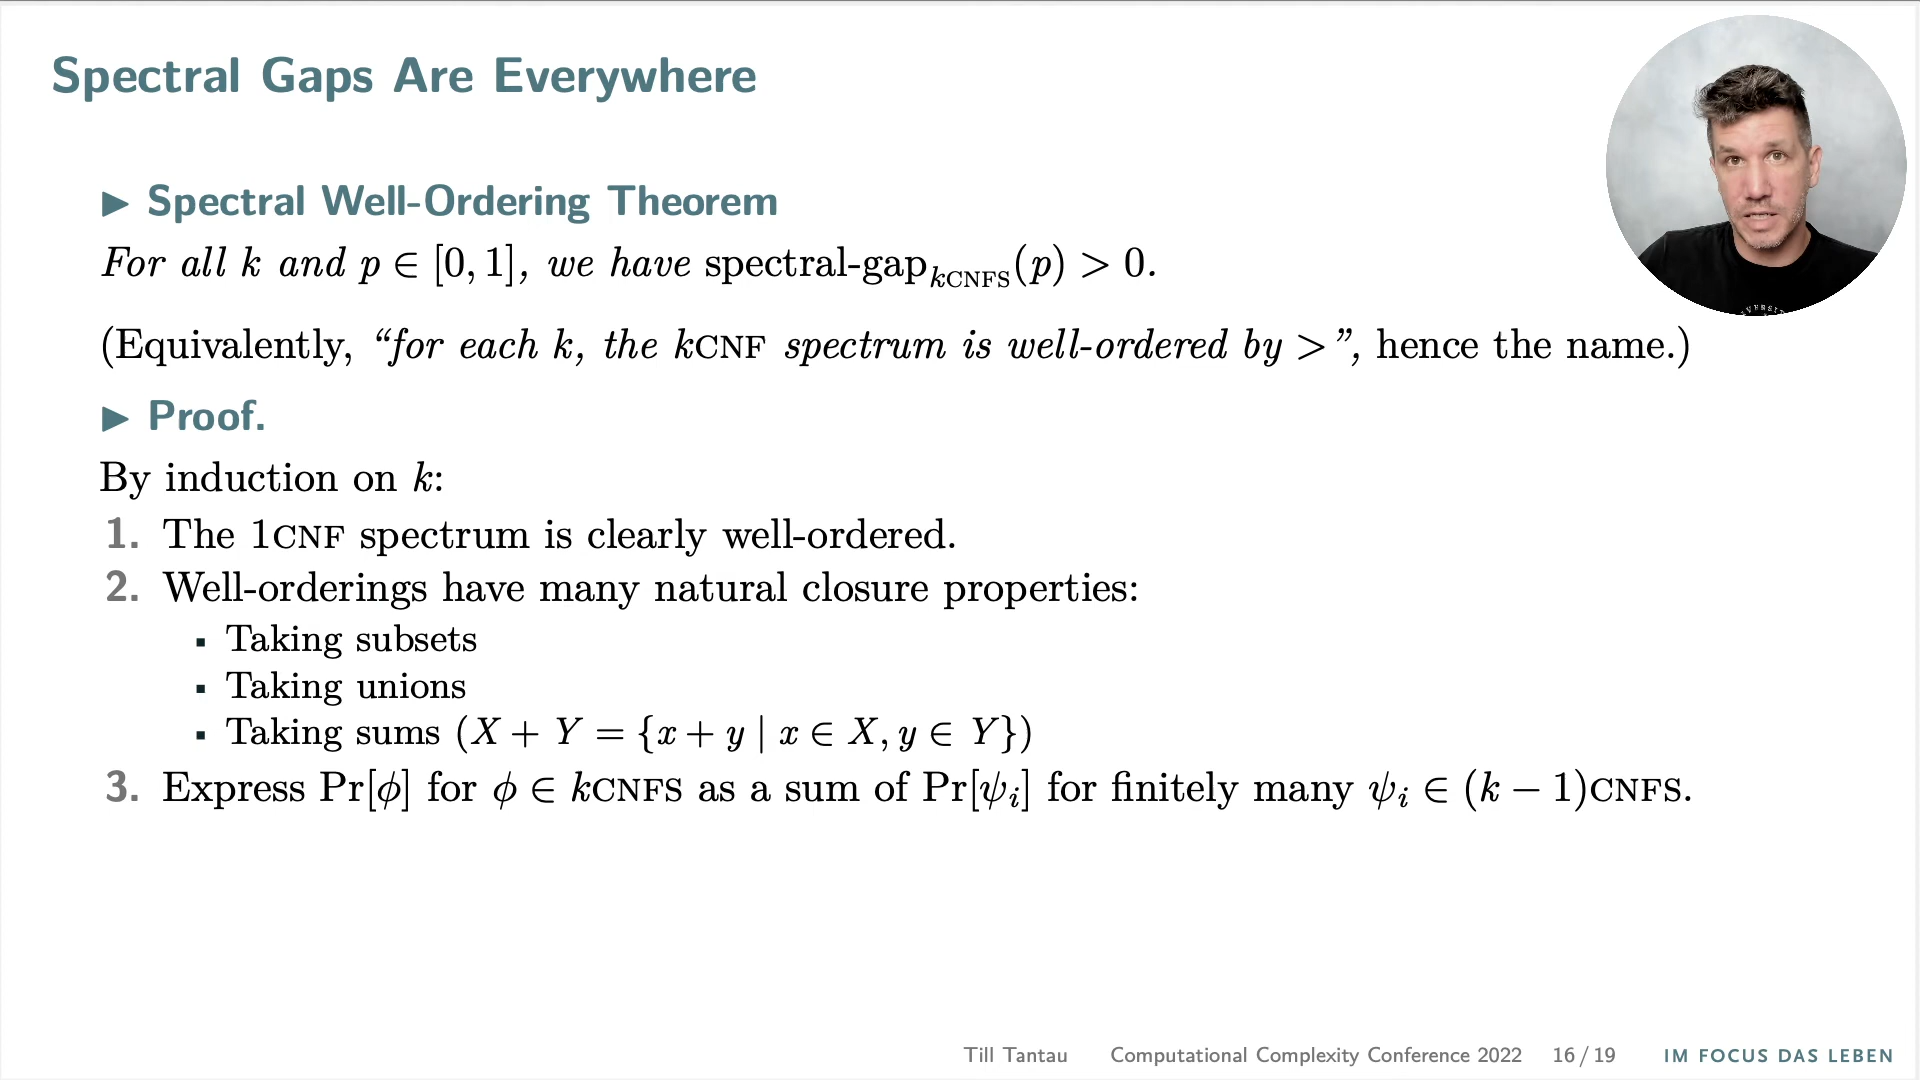 Spectral Gaps Are Everywhere
▶ Spectral Well-Ordering Theorem
For all k and p ∈ [0, 1], we have spectral-gap_kCNFS(p) > 0.
(Equivalently, “for each k, the kCNF spectrum is well-ordered by >”, hence the name.)
▶ Proof.
By induction on k:
1. The 1CNF spectrum is clearly well-ordered.
2. Well-orderings have many natural closure properties:
▪ Taking subsets
▪ Taking unions
▪ Taking sums (X + Y = {x + y | x ∈ X, y ∈ Y})
3. Express Pr[ϕ] for ϕ ∈ kCNFS as a sum of Pr[ψ_i] for finitely many ψ_i ∈ (k − 1)CNFS.
Till Tantau Computational Complexity Conference 2022 16 / 19 IM FOCUS DAS LEBEN